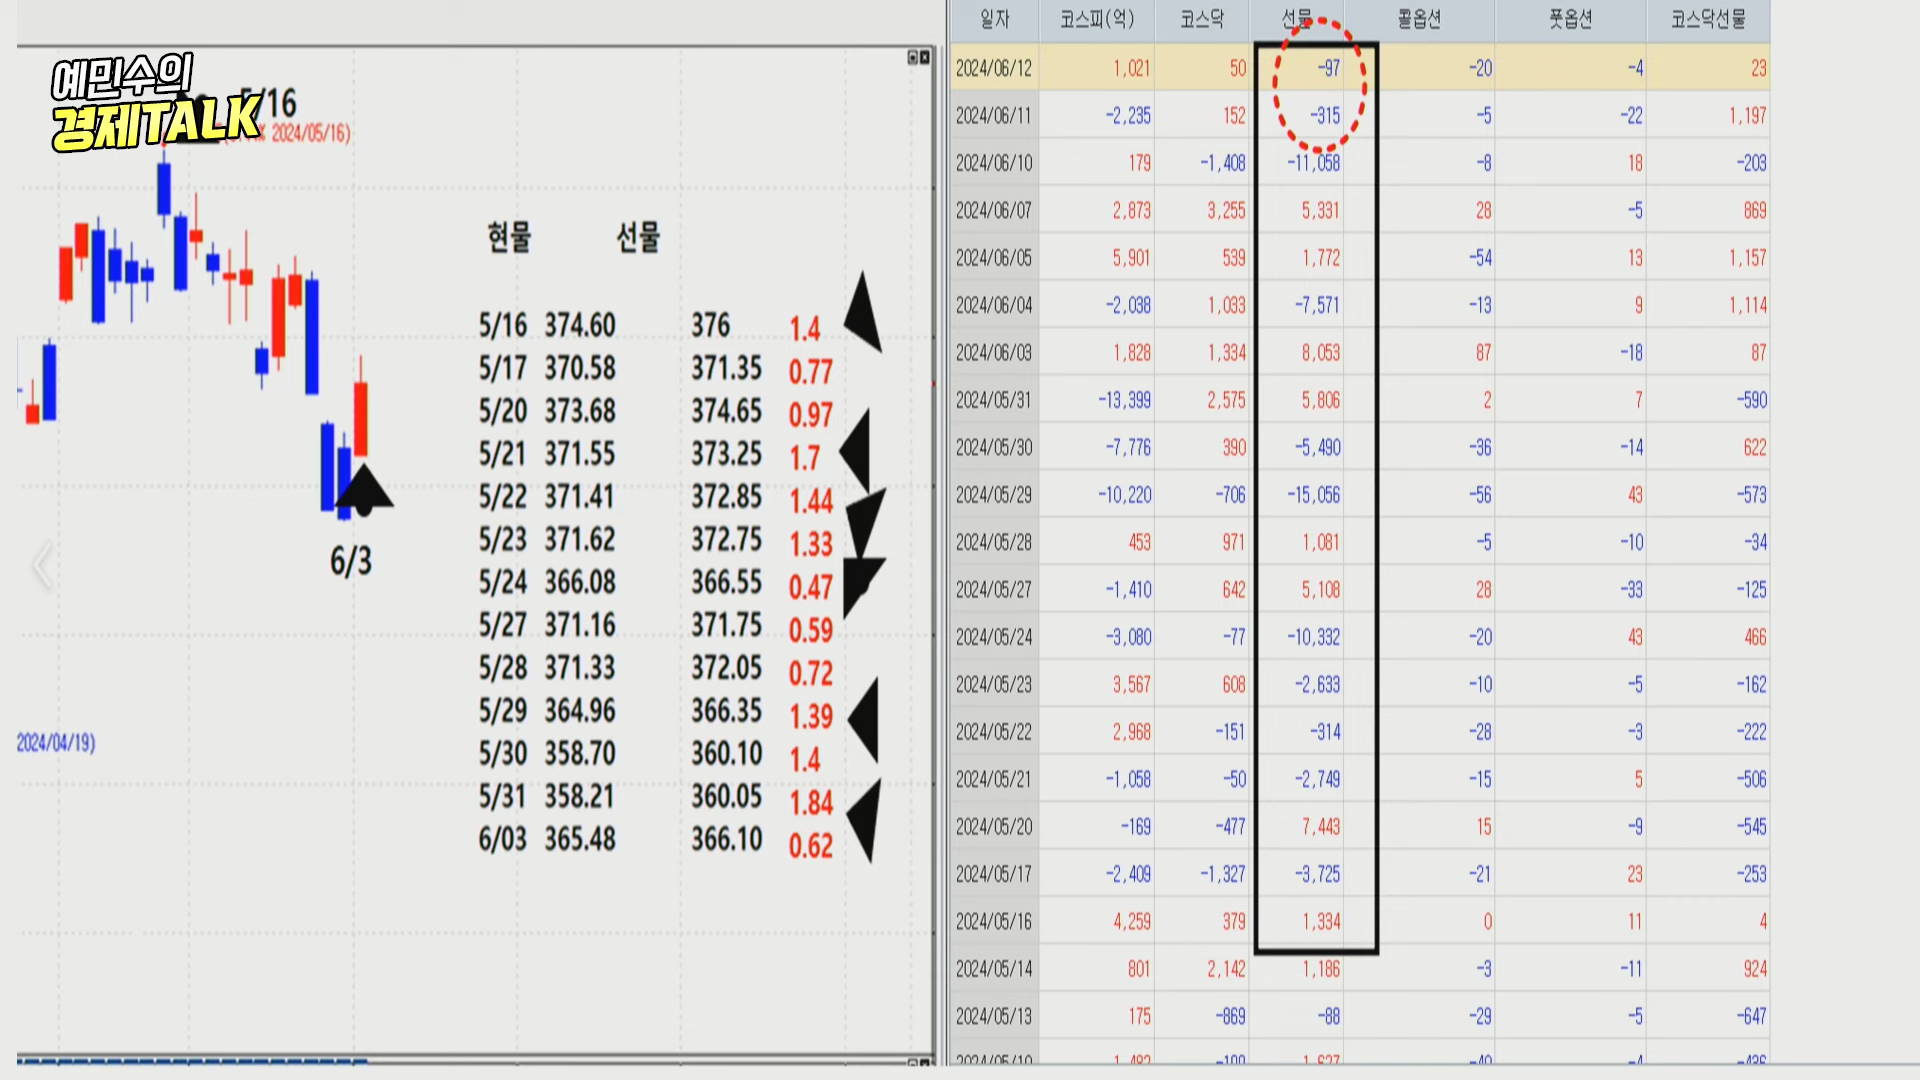 예민수의
경제TALK
5/16
2024/05/16)
6/3
2024/04/19)
현물 선물
5/16 374.60 376 1.4
5/17 370.58 371.35 0.77
5/20 373.68 374.65 0.97
5/21 371.55 373.25 1.7
5/22 371.41 372.85 1.44
5/23 371.62 372.75 1.33
5/24 366.08 366.55 0.47
5/27 371.16 371.75 0.59
5/28 371.33 372.05 0.72
5/29 364.96 366.35 1.39
5/30 358.70 360.10 1.4
5/31 358.21 360.05 1.84
6/03 365.48 366.10 0.62
일자 코스피(억) 코스닥 선물 콜옵션 풋옵션 코스닥선물
2024/06/12 1,021 50 -97 -20 -4 23
2024/06/11 -2,235 152 -315 -5 -22 1,197
2024/06/10 179 -1,408 -11,058 -8 18 -203
2024/06/07 2,873 3,255 5,331 28 -5 869
2024/06/05 5,901 539 1,772 -54 13 1,157
2024/06/04 -2,038 1,033 -7,571 -13 9 1,114
2024/06/03 1,828 1,334 8,053 87 -18 87
2024/05/31 -13,399 2,575 5,806 2 7 -590
2024/05/30 -7,776 390 -5,490 -36 -14 622
2024/05/29 -10,220 -706 -15,056 -56 43 -573
2024/05/28 453 971 1,081 -5 -10 -34
2024/05/27 -1,410 642 5,108 28 -33 -125
2024/05/24 -3,080 -77 -10,332 -20 43 466
2024/05/23 3,567 608 -2,633 -10 -5 -162
2024/05/22 2,968 -151 -314 -28 -3 -222
2024/05/21 -1,058 -50 -2,749 -15 5 -506
2024/05/20 -169 -477 7,443 15 -9 -545
2024/05/17 -2,409 -1,327 -3,725 -21 23 -253
2024/05/16 4,259 379 1,334 0 11 4
2024/05/14 801 2,142 1,186 -3 -11 924
2024/05/13 175 -869 -88 -29 -5 -647